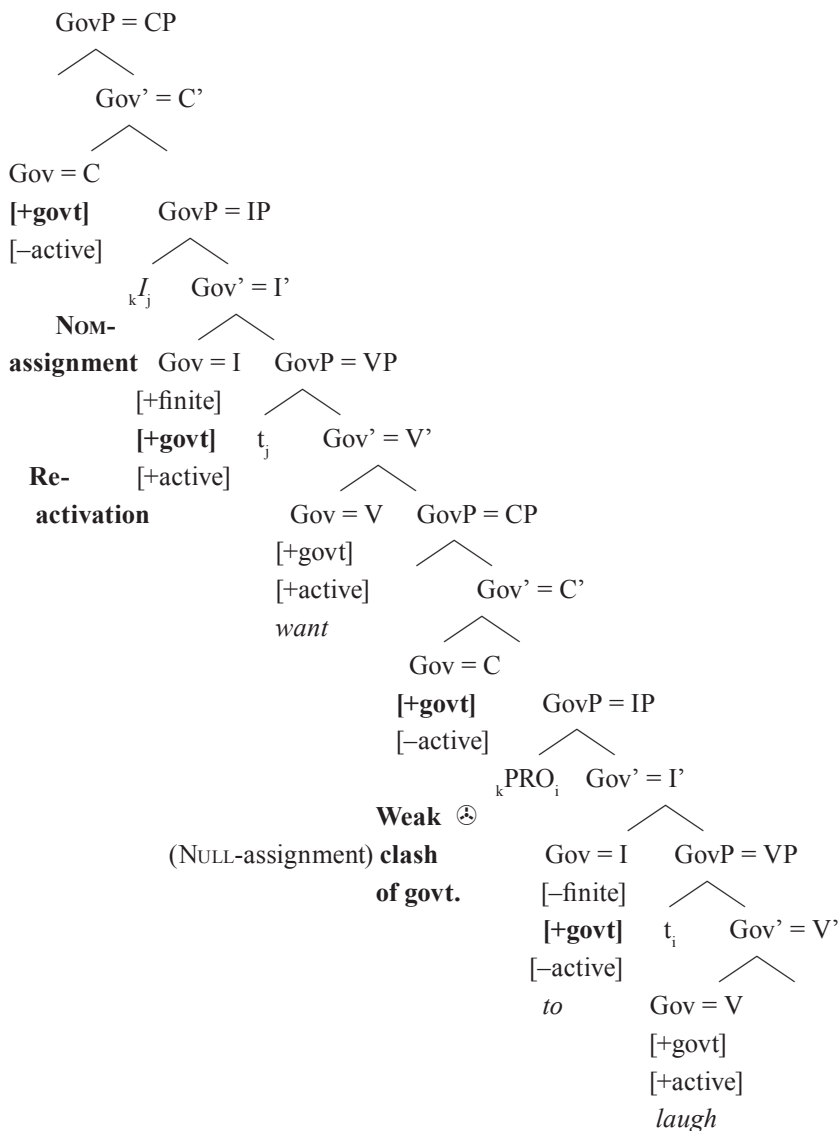 GovP = CP
Gov’ = C’
Gov = C
[+govt] GovP = IP
[–active]
kIj Gov’ = I’
NOM-
assignment Gov = I GovP = VP
[+finite]
[+govt] tj Gov’ = V’
Re- [+active]
activation Gov = V GovP = CP
[+govt]
[+active] Gov’ = C’
want
Gov = C
[+govt] GovP = IP
[–active]
kPROi Gov’ = I’
Weak
(NULL-assignment) clash Gov = I GovP = VP
of govt. [–finite]
[+govt] ti Gov’ = V’
[–active]
to Gov = V
[+govt]
[+active]
laugh